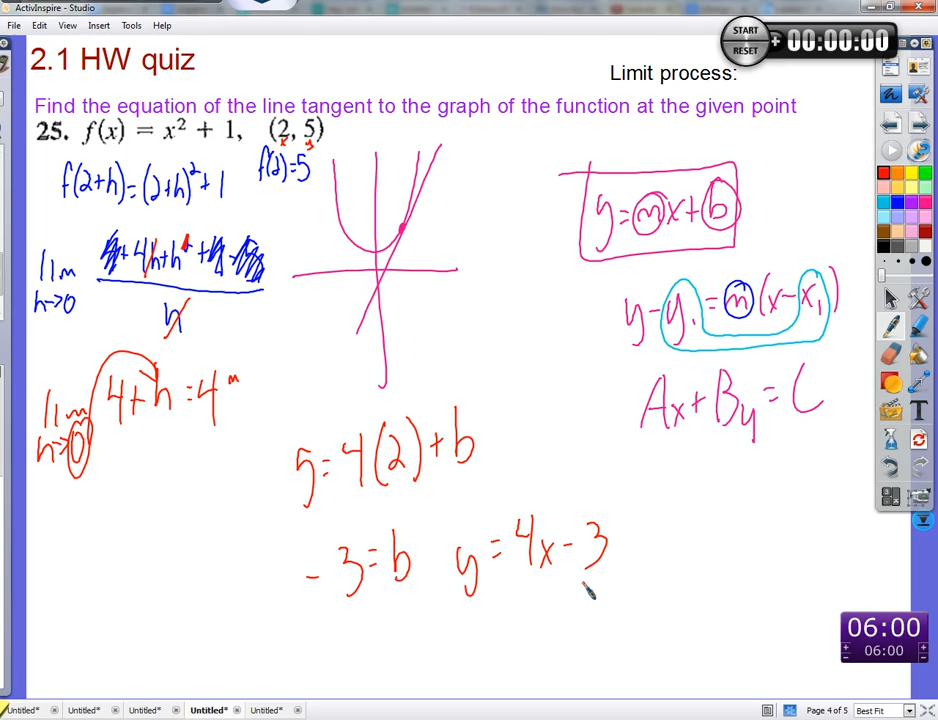 ActivInspire - Studio
File Edit View Insert Tools Help
START
RESET
00:00:00
2.1 HW quiz
Limit process:
Find the equation of the line tangent to the graph of the function at the given point
25. f(x) = x² + 1, (2, 5)
x y
f(2+h)=(2+h)²+1
f(2)=5
y=mx+b
lim h→0
+4h+h²+
h
y-y₁=m(x-x₁)
lim h→0 4+h=4 m
Ax+By=C
5=4(2)+b
-3=b y=4x-3
06:00
06:00
Untitled* Untitled* Untitled* Untitled* Untitled*
Page 4 of 5 Best Fit